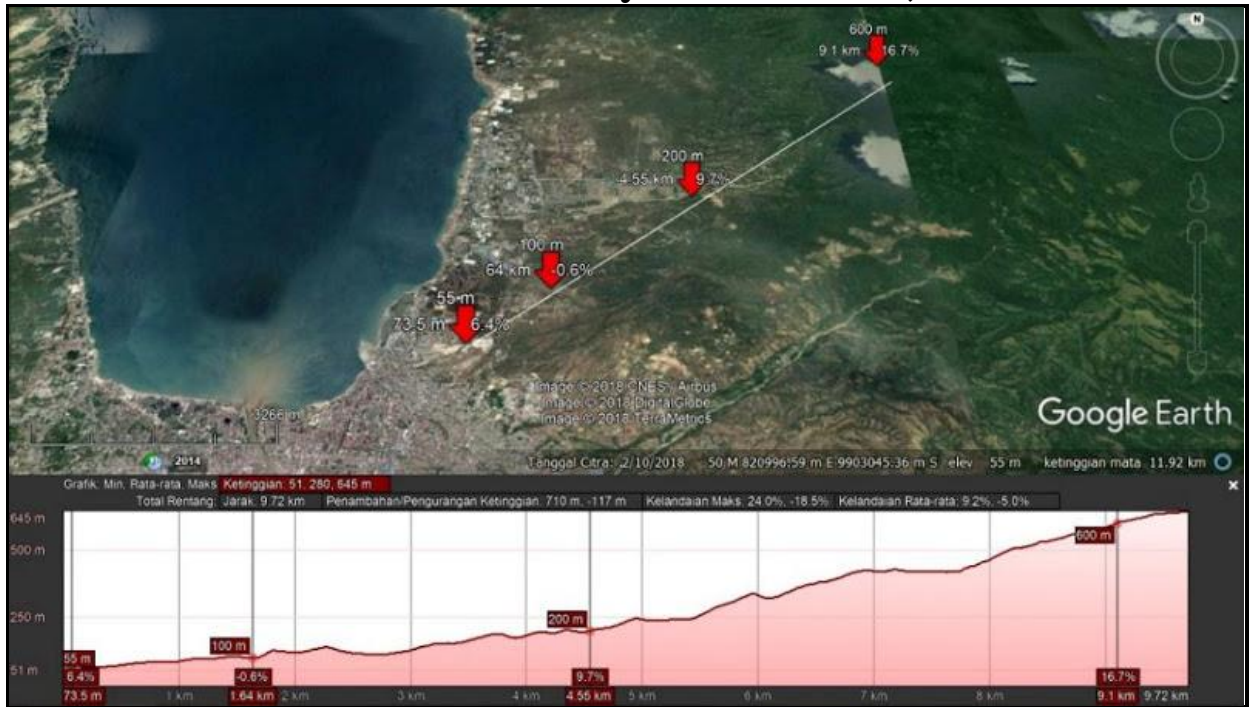 600 m
9.1 km 16.7%
N
200 m
4.55 km 9.7%
100 m
64 km -0.6%
55 m
73.5 m 6.4%
Image © 2018 CNES / Airbus
Image © 2018 DigitalGlobe
Image © 2018 TerraMetrics
3266 m
Google Earth
2014
Tanggal Citra: 2/10/2018 50 M 820996.59 m E 9903045.36 m S elev 55 m ketinggian mata 11.92 km
Grafik: Min, Rata-rata, Maks Ketinggian: 51, 280, 645 m
Total Rentang: Jarak: 9.72 km Penambahan/Pengurangan Ketinggian: 710 m, -117 m Kelandaian Maks: 24.0%, -18.5% Kelandaian Rata-rata: 9.2%, -5.0%
645 m
500 m
600 m
250 m
200 m
100 m
55 m
51 m
6.4% -0.6% 9.7% 16.7%
73.5 m 1 km 1.64 km 2 km 3 km 4 km 4.55 km 5 km 6 km 7 km 8 km 9.1 km 9.72 km